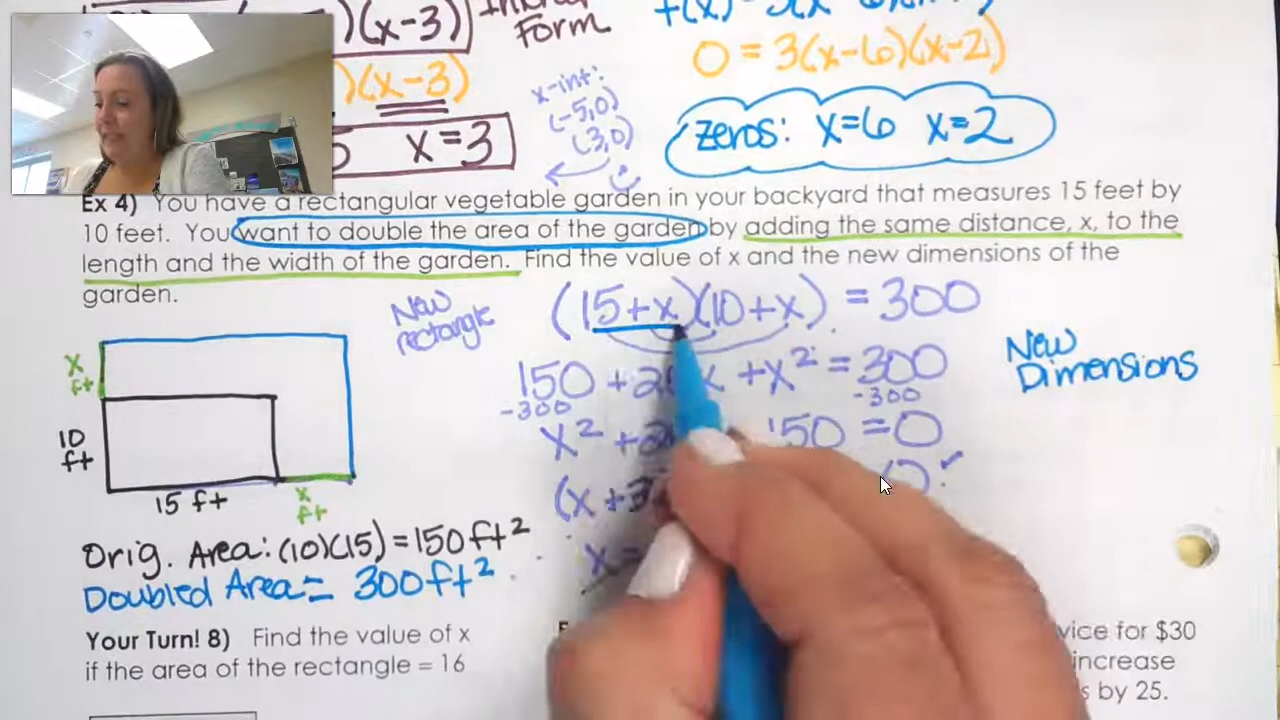 )(x-3) Form
f(x) = 3(x-6)(x-2)
0 = 3(x-6)(x-2)
)(x-3)
x-int:
(-5,0)
(3,0)
x=3
zeros: x=6 x=2
Ex 4) You have a rectangular vegetable garden in your backyard that measures 15 feet by
10 feet. You want to double the area of the garden by adding the same distance, x, to the
length and the width of the garden. Find the value of x and the new dimensions of the
garden.
New
rectangle
(15+x)(10+x) = 300
150 + x + x² = 300
-300 -300
x² + 150 = 0
(x +
x =
New
Dimensions
x
ft
10
ft
15 ft
x
ft
Orig. Area: (10)(15) = 150 ft²
Doubled Area = 300 ft²
Your Turn! 8) Find the value of x
if the area of the rectangle = 16
vice for $30
increase
s by 25.